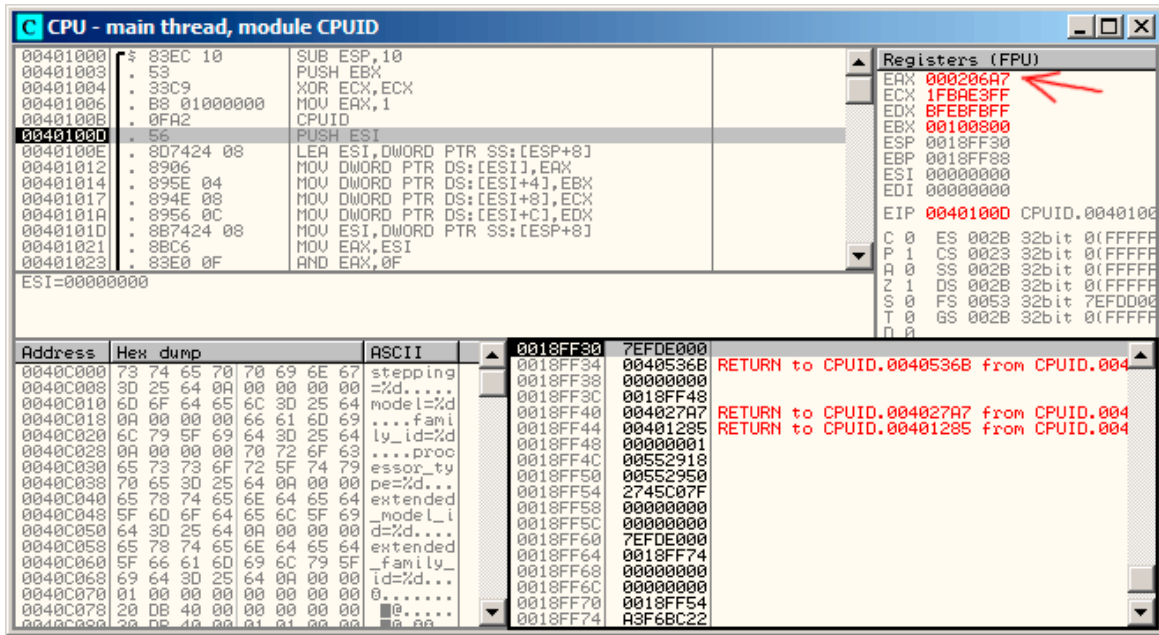 C CPU - main thread, module CPUID
00401000 $ 83EC 10 SUB ESP,10
00401003 . 53 PUSH EBX
00401004 . 33C9 XOR ECX,ECX
00401006 . B8 01000000 MOV EAX,1
0040100B . 0FA2 CPUID
0040100D . 56 PUSH ESI
0040100E . 8D7424 08 LEA ESI,DWORD PTR SS:[ESP+8]
00401012 . 8906 MOV DWORD PTR DS:[ESI],EAX
00401014 . 895E 04 MOV DWORD PTR DS:[ESI+4],EBX
00401017 . 894E 08 MOV DWORD PTR DS:[ESI+8],ECX
0040101A . 8956 0C MOV DWORD PTR DS:[ESI+C],EDX
0040101D . 8B7424 08 MOV ESI,DWORD PTR SS:[ESP+8]
00401021 . 8BC6 MOV EAX,ESI
00401023 . 83E0 0F AND EAX,0F
ESI=00000000
Registers (FPU)
EAX 000206A7
ECX 1FBAE3FF
EDX BFEBFBFF
EBX 00100800
ESP 0018FF30
EBP 0018FF88
ESI 00000000
EDI 00000000
EIP 0040100D CPUID.0040100
C 0 ES 002B 32bit 0(FFFFF
P 1 CS 0023 32bit 0(FFFFF
A 0 SS 002B 32bit 0(FFFFF
Z 1 DS 002B 32bit 0(FFFFF
S 0 FS 0053 32bit 7EFDD00
T 0 GS 002B 32bit 0(FFFFF
D 0
Address Hex dump ASCII
0040C000 73 74 65 70 70 69 6E 67 stepping
0040C008 3D 25 64 0A 00 00 00 00 =%d.....
0040C010 6D 6F 64 65 6C 3D 25 64 model=%d
0040C018 0A 00 00 00 66 61 6D 69 ....fami
0040C020 6C 79 5F 69 64 3D 25 64 ly_id=%d
0040C028 0A 00 00 00 70 72 6F 63 ....proc
0040C030 65 73 73 6F 72 5F 74 79 essor_ty
0040C038 70 65 3D 25 64 0A 00 00 pe=%d...
0040C040 65 78 74 65 6E 64 65 64 extended
0040C048 5F 6D 6F 64 65 6C 5F 69 _model_i
0040C050 64 3D 25 64 0A 00 00 00 d=%d....
0040C058 65 78 74 65 6E 64 65 64 extended
0040C060 5F 66 61 6D 69 6C 79 5F _family_
0040C068 69 64 3D 25 64 0A 00 00 id=%d...
0040C070 01 00 00 00 00 00 00 00
0040C078 20 DB 40 00 00 00 00 00
0018FF30 7EFDE000
0018FF34 0040536B RETURN to CPUID.0040536B from CPUID.004
0018FF38 00000000
0018FF3C 0018FF48
0018FF40 004027A7 RETURN to CPUID.004027A7 from CPUID.004
0018FF44 00401285 RETURN to CPUID.00401285 from CPUID.004
0018FF48 00000001
0018FF4C 00552918
0018FF50 00552950
0018FF54 2745C07F
0018FF58 00000000
0018FF5C 00000000
0018FF60 7EFDE000
0018FF64 0018FF74
0018FF68 00000000
0018FF6C 00000000
0018FF70 0018FF54
0018FF74 A3F6BC22